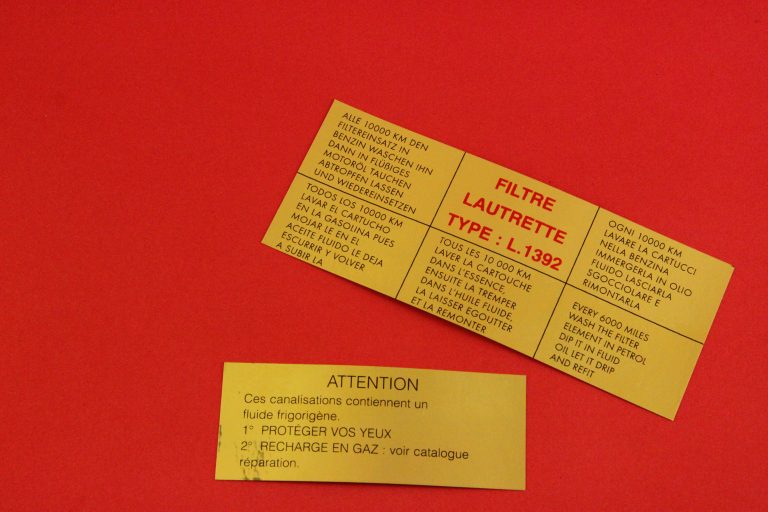 ALLE 10000 KM DEN
FILTEREINSATZ IN
BENZIN WASCHEN IHN
DANN IN FLÜßIGES
MOTORÖL TAUCHEN
ABTROPFEN LASSEN
UND WIEDEREINSETZEN
FILTRE
LAUTRETTE
TYPE : L.1392
OGNI 10000 KM
LAVARE LA CARTUCCI
NELLA BENZINA
IMMERGERLA IN OLIO
FLUIDO LASCIARLA
SGOCCIOLARE E
RIMONTARLA
TODOS LOS 10000 KM
LAVAR EL CARTUCHO
EN LA GASOLINA PUES
MOJAR LE EN EL
ACEITE FLUIDO LE DEJA
ESCURRIR Y VOLVER
A SUBIR LA
TOUS LES 10 000 KM
LAVER LA CARTOUCHE
DANS L'ESSENCE.
ENSUITE LA TREMPER
DANS L'HUILE FLUIDE.
LA LAISSER EGOUTTER
ET LA REMONTER
EVERY 6000 MILES
WASH THE FILTER
ELEMENT IN PETROL
DIP IT IN FLUID
OIL LET IT DRIP
AND REFIT
ATTENTION
Ces canalisations contiennent un
fluide frigorigène.
1° PROTÉGER VOS YEUX
2° RECHARGE EN GAZ : voir catalogue
réparation.